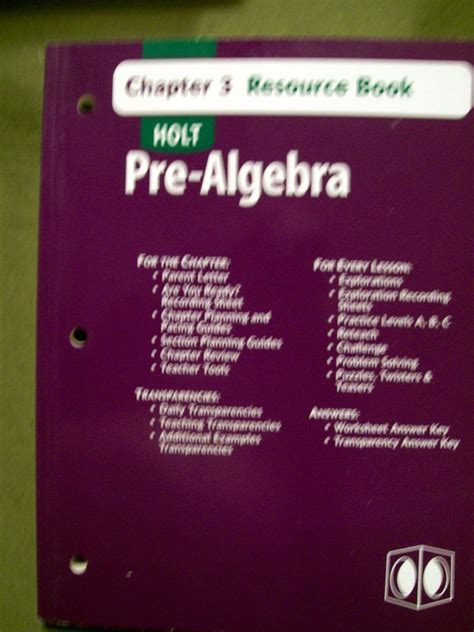 HOLT
Chapter 3 Resource Book
HOLT
Pre-Algebra
FOR THE CHAPTER:
Parent Letter
Are You Ready?
Recording Sheet
Chapter Planning and
Pacing Guides
Section Planning Guides
Chapter Review
Teacher Tools
TRANSPARENCIES:
Daily Transparencies
Teaching Transparencies
Additional Examples
Transparencies
FOR EVERY LESSON:
Explorations
Exploration Recording
Sheets
Practice Levels A, B, C
Reteach
Challenge
Problem Solving
Puzzles, Twisters &
Teasers
ANSWERS:
Worksheet Answer Key
Transparency Answer Key